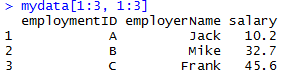 > mydata[1:3, 1:3]
employmentID employerName salary
1 A Jack 10.2
2 B Mike 32.7
3 C Frank 45.6